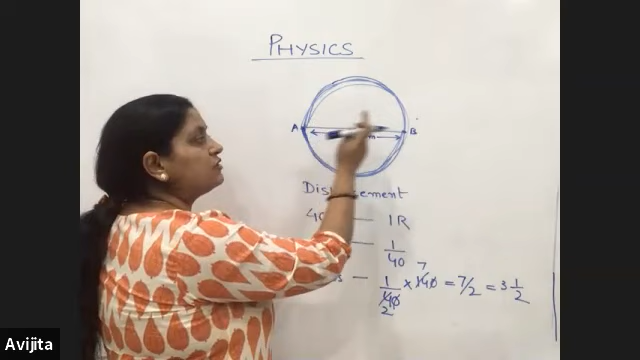 PHYSICS
A
B
m
Displacement
40 — 1R
— 1/40
s — 1/40 × 140 = 7/2 = 3 1/2
7
2
Avijita